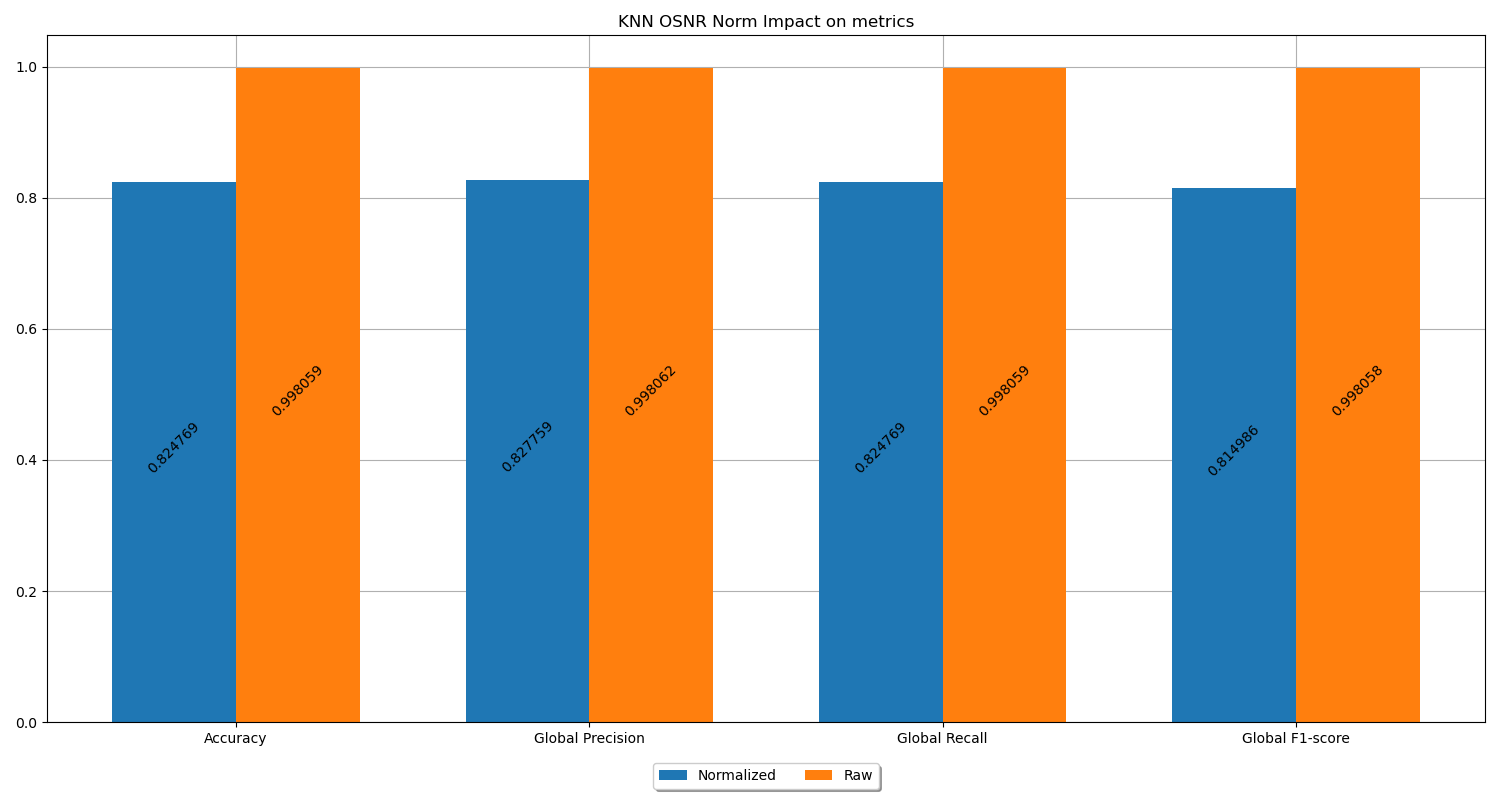 KNN OSNR Norm Impact on metrics
1.0
0.8
0.6
0.4
0.2
0.0
0.824769
0.998059
0.827759
0.998062
0.824769
0.998059
0.814986
0.998058
Accuracy
Global Precision
Global Recall
Global F1-score
Normalized
Raw